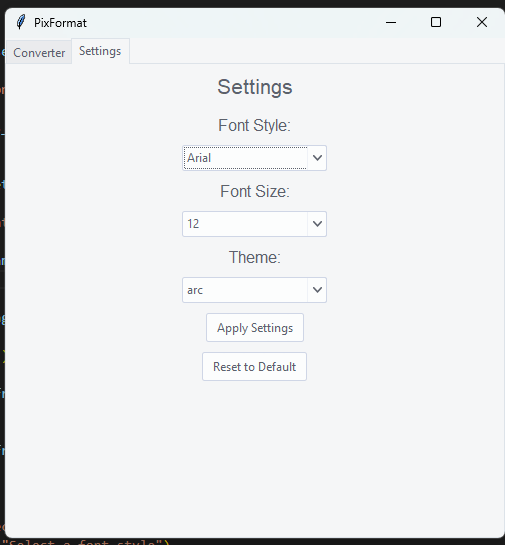 PixFormat
Converter
Settings
Settings
Font Style:
Arial
Font Size:
12
Theme:
arc
Apply Settings
Reset to Default
"Select a font style")